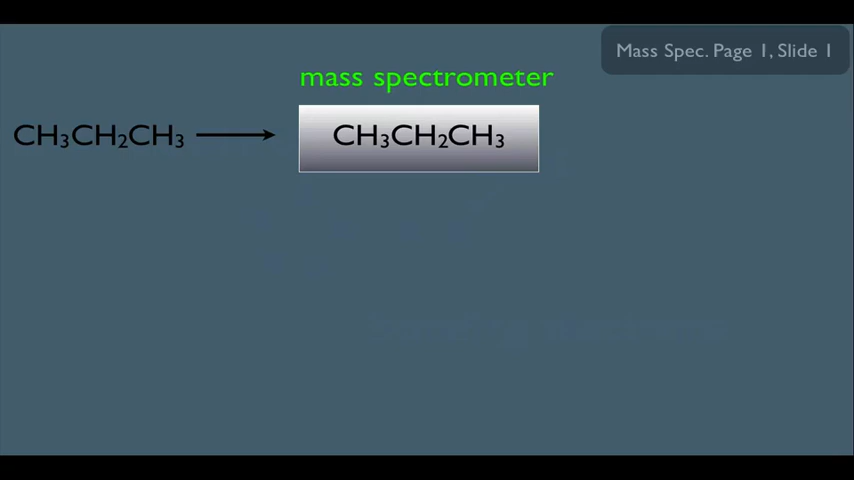 Mass Spec. Page 1, Slide 1
mass spectrometer
CH₃CH₂CH₃
CH₃CH₂CH₃